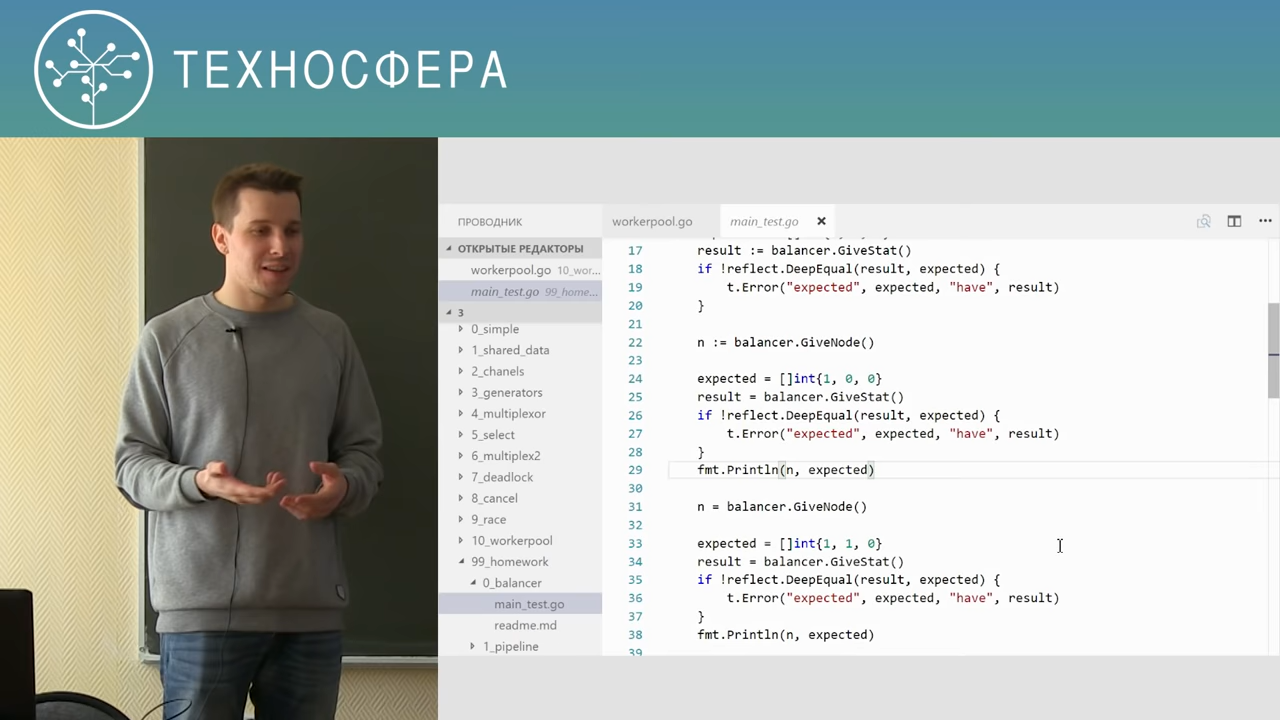 ТЕХНОСФЕРА
ПРОВОДНИК
ОТКРЫТЫЕ РЕДАКТОРЫ
workerpool.go 10_wor...
main_test.go 99_home...
3
0_simple
1_shared_data
2_chanels
3_generators
4_multiplexor
5_select
6_multiplex2
7_deadlock
8_cancel
9_race
10_workerpool
99_homework
0_balancer
main_test.go
readme.md
1_pipeline
workerpool.go main_test.go
17 result := balancer.GiveStat()
18 if !reflect.DeepEqual(result, expected) {
19 t.Error("expected", expected, "have", result)
20 }
21
22 n := balancer.GiveNode()
23
24 expected = []int{1, 0, 0}
25 result = balancer.GiveStat()
26 if !reflect.DeepEqual(result, expected) {
27 t.Error("expected", expected, "have", result)
28 }
29 fmt.Println(n, expected)
30
31 n = balancer.GiveNode()
32
33 expected = []int{1, 1, 0}
34 result = balancer.GiveStat()
35 if !reflect.DeepEqual(result, expected) {
36 t.Error("expected", expected, "have", result)
37 }
38 fmt.Println(n, expected)
39